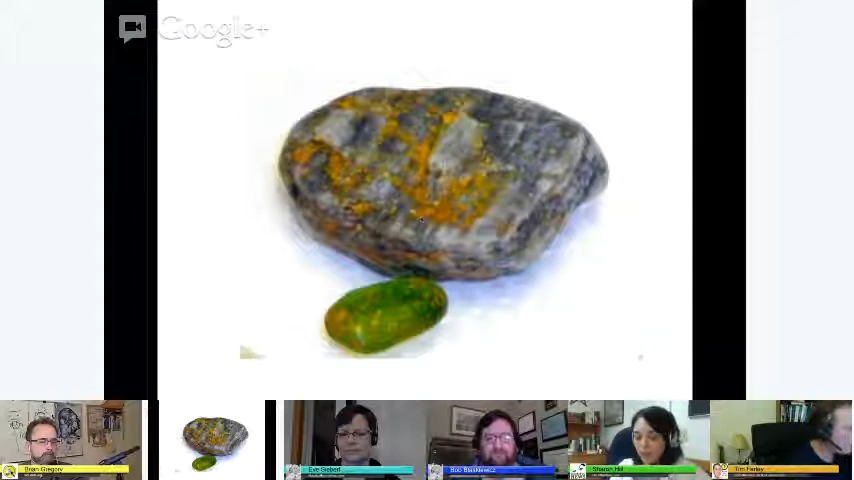 Google+
Brian Gregory
Eve Siebert
Bob Blaskiewicz
Sharon Hill
Tim Farley